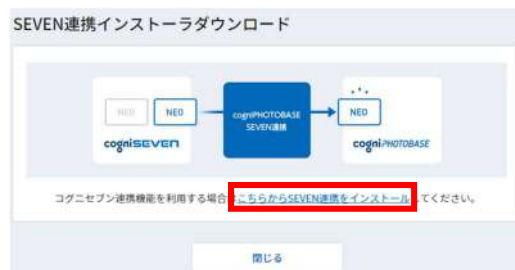 SEVEN連携インストーラダウンロード
NEO
NEO
cogniPHOTOBASE
SEVEN連携
NEO
cogniSEVEN
cogniPHOTOBASE
コグニセブン連携機能を利用する場合はこちらからSEVEN連携をインストールしてください。
閉じる